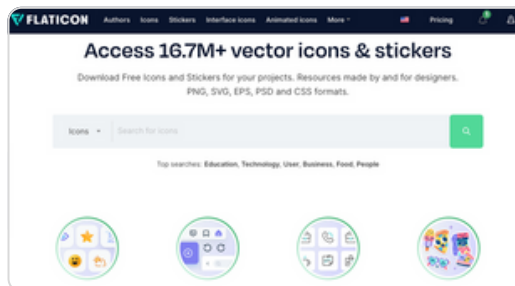 FLATICON Authors Icons Stickers Interface icons Animated icons More Pricing
Access 16.7M+ vector icons & stickers
Download Free Icons and Stickers for your projects. Resources made by and for designers.
PNG, SVG, EPS, PSD and CSS formats.
Icons Search for icons
Top searches: Education, Technology, User, Business, Food, People